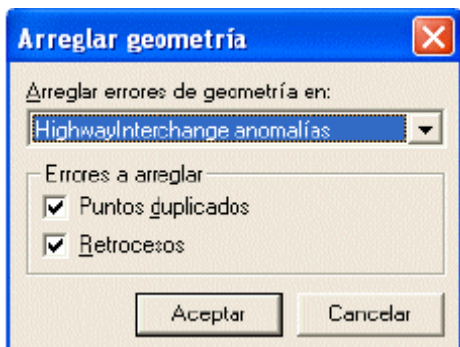 Arreglar geometría
Arreglar errores de geometría en:
HighwayInterchange anomalías
Errores a arreglar
Puntos duplicados
Retrocesos
Aceptar Cancelar